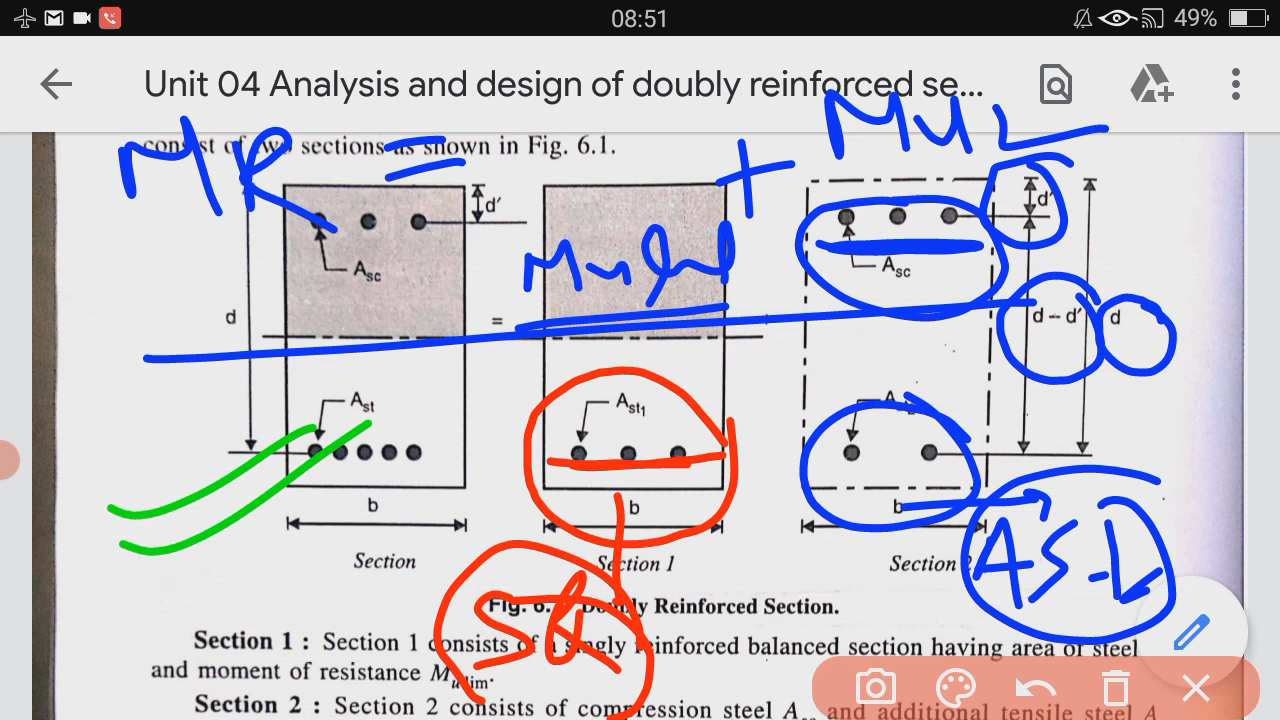 08:51
49%
Unit 04 Analysis and design of doubly reinforced se...
consist of two sections as shown in Fig. 6.1.
MR = Mulul + Mu2
d'
d'
Asc
Asc
d
=
d - d'
d
Ast
Ast1
b
b
b
Section
Section 1
Section 2
AS-2
SR
Fig. 6. Doubly Reinforced Section.
Section 1 : Section 1 consists of a singly reinforced balanced section having area of steel
and moment of resistance Mu lim.
Section 2 : Section 2 consists of compression steel Asc and additional tensile steel A